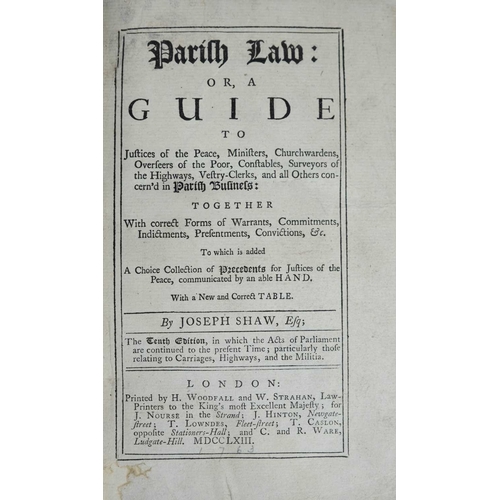 Parish Law:
OR, A
GUIDE
TO
Justices of the Peace, Ministers, Churchwardens,
Overseers of the Poor, Constables, Surveyors of
the Highways, Vestry-Clerks, and all Others con-
cern'd in Parish Business:
TOGETHER
With correct Forms of Warrants, Commitments,
Indictments, Presentments, Convictions, &c.
To which is added
A Choice Collection of Precedents for Justices of the
Peace, communicated by an able HAND.
With a New and Correct TABLE.
By JOSEPH SHAW, Esq;
The Tenth Edition, in which the Acts of Parliament
are continued to the present Time; particularly those
relating to Carriages, Highways, and the Militia.
LONDON:
Printed by H. WOODFALL and W. STRAHAN, Law-
Printers to the King's most Excellent Majesty; for
J. NOURSE in the Strand; J. HINTON, Newgate-
street; T. LOWNDES, Fleet-street; T. CASLON,
opposite Stationers-Hall; and C. and R. WARE,
Ludgate-Hill. MDCCLXIII.
1763